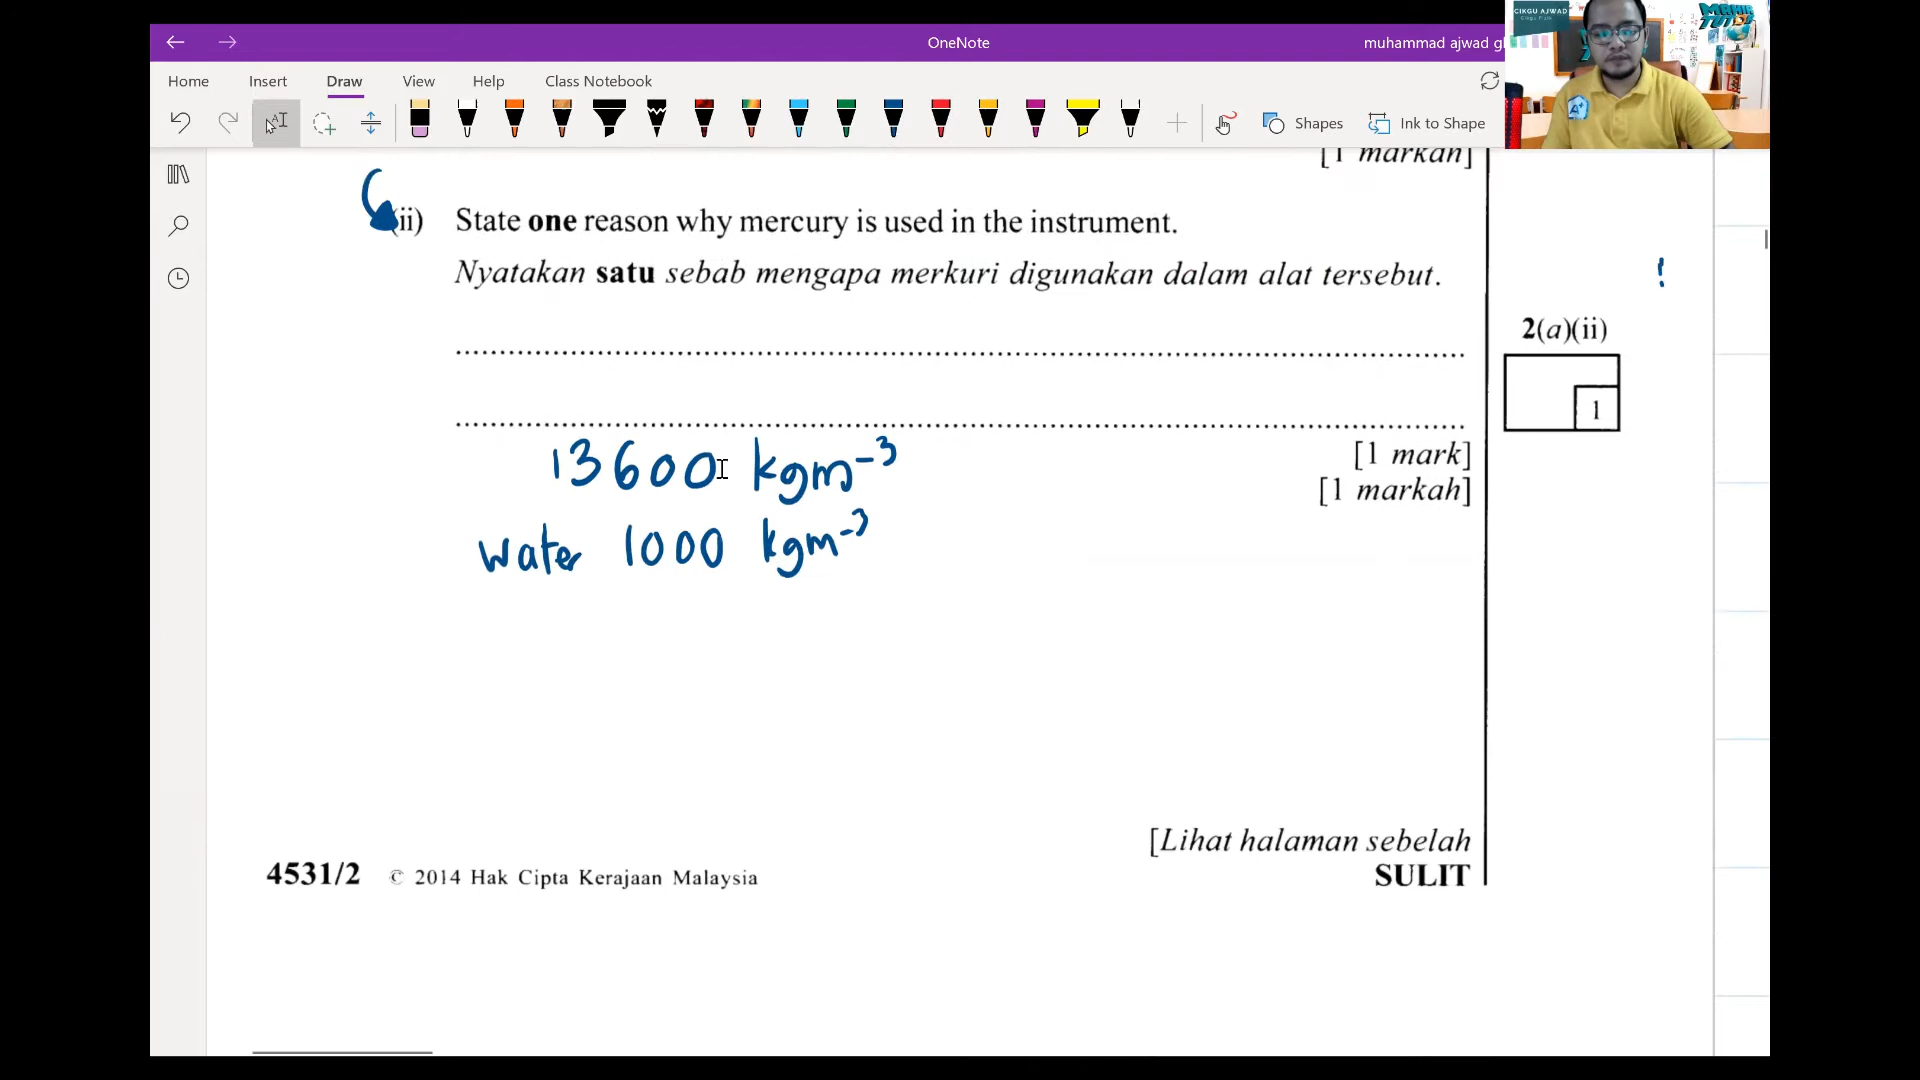 OneNote
muhammad ajwad g
CIKGU AJWAD
Home Insert Draw View Help Class Notebook
Shapes Ink to Shape
[1 markah]
(ii) State one reason why mercury is used in the instrument.
Nyatakan satu sebab mengapa merkuri digunakan dalam alat tersebut.
!
2(a)(ii)
1
[1 mark]
[1 markah]
13600 kgm⁻³
water 1000 kgm⁻³
[Lihat halaman sebelah
4531/2 © 2014 Hak Cipta Kerajaan Malaysia
SULIT